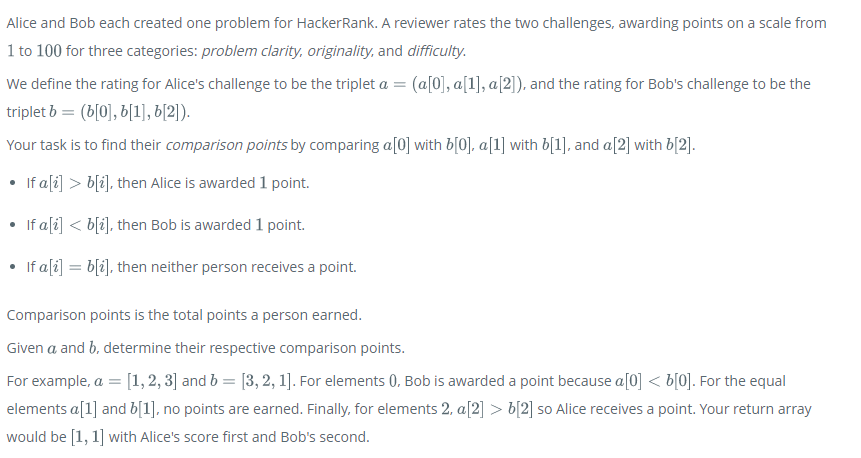 Alice and Bob each created one problem for HackerRank. A reviewer rates the two challenges, awarding points on a scale from
1 to 100 for three categories: problem clarity, originality, and difficulty.
We define the rating for Alice's challenge to be the triplet a = (a[0], a[1], a[2]), and the rating for Bob's challenge to be the
triplet b = (b[0], b[1], b[2]).
Your task is to find their comparison points by comparing a[0] with b[0], a[1] with b[1], and a[2] with b[2].
• If a[i] > b[i], then Alice is awarded 1 point.
• If a[i] < b[i], then Bob is awarded 1 point.
• If a[i] = b[i], then neither person receives a point.
Comparison points is the total points a person earned.
Given a and b, determine their respective comparison points.
For example, a = [1, 2, 3] and b = [3, 2, 1]. For elements 0, Bob is awarded a point because a[0] < b[0]. For the equal
elements a[1] and b[1], no points are earned. Finally, for elements 2, a[2] > b[2] so Alice receives a point. Your return array
would be [1, 1] with Alice's score first and Bob's second.